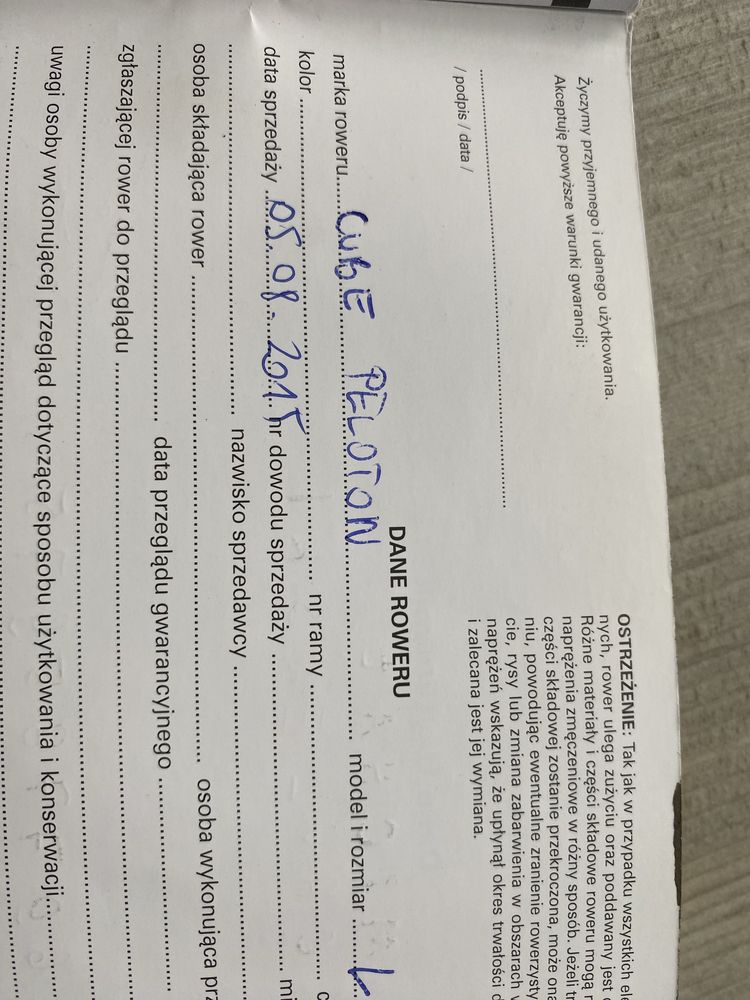 Życzymy przyjemnego i udanego użytkowania.
Akceptuję powyższe warunki gwarancji:
/ podpis / data /
OSTRZEŻENIE: Tak jak w przypadku wszystkich
nych, rower ulega zużyciu oraz poddawany jest
Różne materiały i części składowe roweru mogą
naprężenia zmęczeniowe w różny sposób. Jeżeli
części składowej zostanie przekroczona, może
niu, powodując ewentualne zranienie rowerzysty
cie, rysy lub zmiana zabarwienia w obszarach
naprężeń wskazują, że upłynął okres trwałości
i zalecana jest jej wymiana.
DANE ROWERU
marka roweru..... CUBE PELOTON ..... model i rozmiar ..... L
kolor ..... nr ramy .....
data sprzedaży ..... 05.08.2015 nr dowodu sprzedaży .....
..... nazwisko sprzedawcy .....
osoba składająca rower ..... osoba wykonująca
..... data przeglądu gwarancyjnego .....
zgłaszającej rower do przeglądu .....
uwagi osoby wykonującej przegląd dotyczące sposobu użytkowania i konserwacji.....